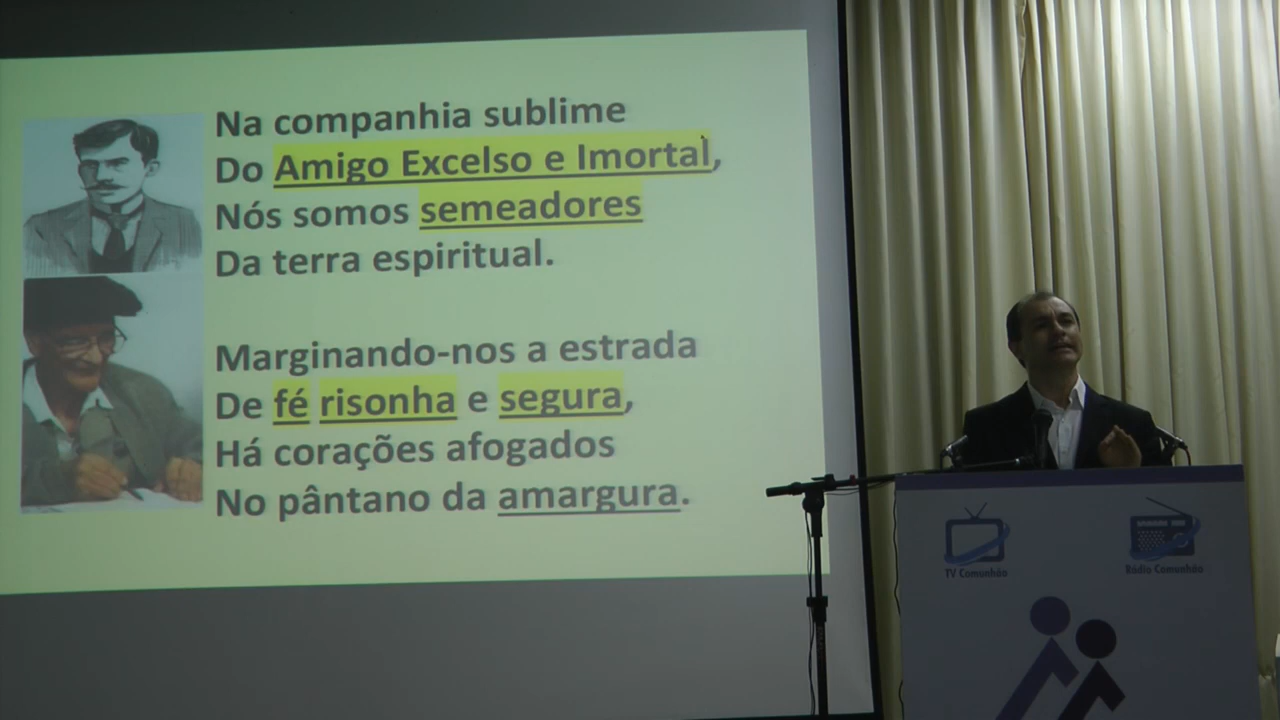 Na companhia sublime
Do Amigo Excelso e Imortal,
Nós somos semeadores
Da terra espiritual.
Marginando-nos a estrada
De fé risonha e segura,
Há corações afogados
No pântano da amargura.
TV Comunhão
Rádio Comunhão